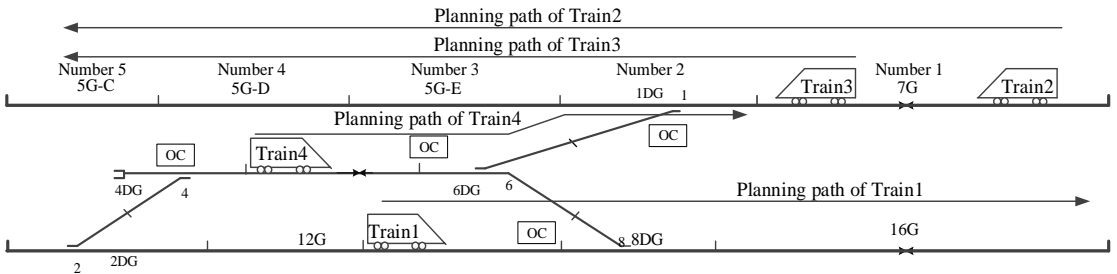 Planning path of Train2
Planning path of Train3
Number 5
5G-C
Number 4
5G-D
Number 3
5G-E
Number 2
1DG 1
Train3
Number 1
7G
Train2
Planning path of Train4
OC
OC
OC
Train4
4DG
4
6DG
6
Planning path of Train1
12G
Train1
OC
8
8DG
16G
2
2DG